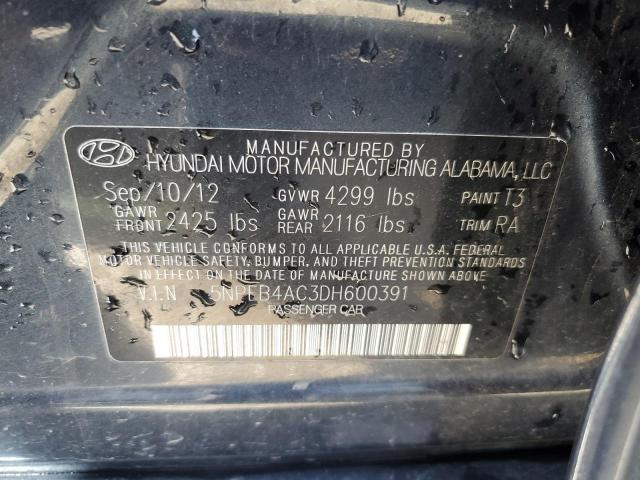 MANUFACTURED BY
HYUNDAI MOTOR MANUFACTURING ALABAMA, LLC
Sep/10/12 GVWR 4299 lbs PAINT T3
GAWR FRONT 2425 lbs GAWR REAR 2116 lbs TRIM RA
THIS VEHICLE CONFORMS TO ALL APPLICABLE U.S.A. FEDERAL
MOTOR VEHICLE SAFETY, BUMPER, AND THEFT PREVENTION STANDARDS
IN EFFECT ON THE DATE OF MANUFACTURE SHOWN ABOVE.
V.I.N 5NPEB4AC3DH600391
PASSENGER CAR